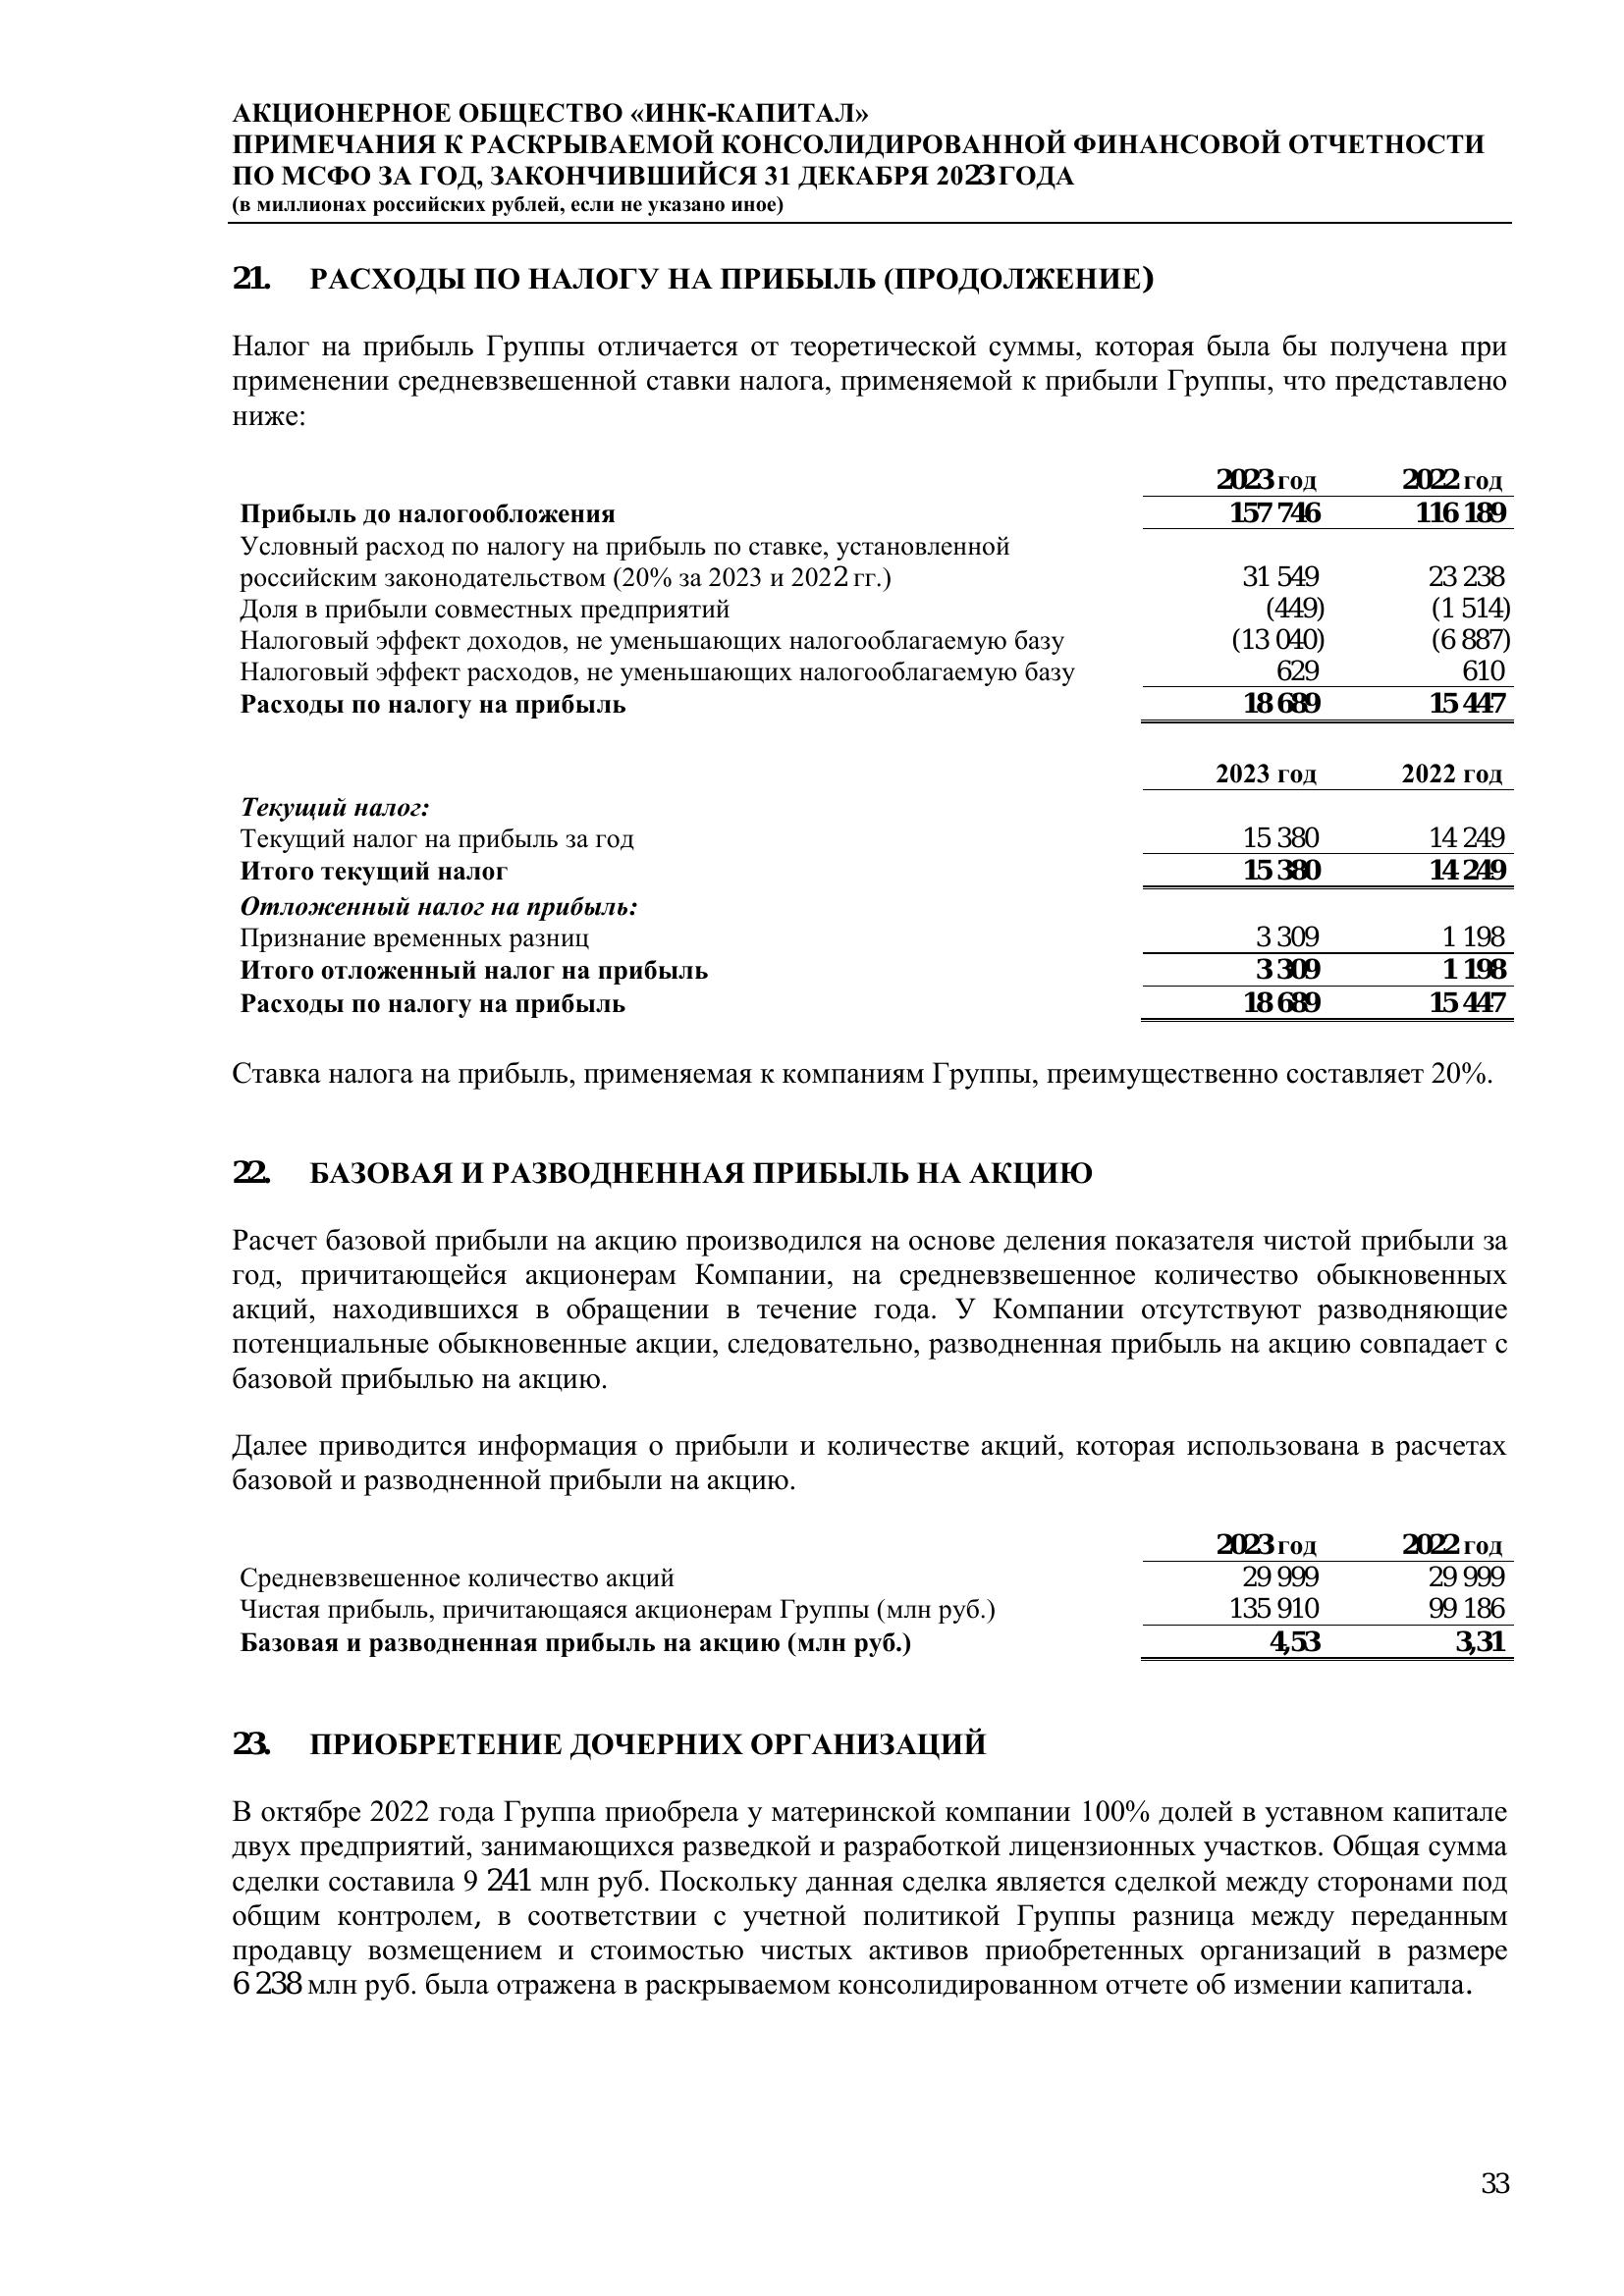 АКЦИОНЕРНОЕ ОБЩЕСТВО «ИНК-КАПИТАЛ»
ПРИМЕЧАНИЯ К РАСКРЫВАЕМОЙ КОНСОЛИДИРОВАННОЙ ФИНАНСОВОЙ ОТЧЕТНОСТИ
ПО МСФО ЗА ГОД, ЗАКОНЧИВШИЙСЯ 31 ДЕКАБРЯ 2023 ГОДА
(в миллионах российских рублей, если не указано иное)
21. РАСХОДЫ ПО НАЛОГУ НА ПРИБЫЛЬ (ПРОДОЛЖЕНИЕ)
Налог на прибыль Группы отличается от теоретической суммы, которая была бы получена при
применении средневзвешенной ставки налога, применяемой к прибыли Группы, что представлено
ниже:
2023 год 2022 год
Прибыль до налогообложения 157 746 116 189
Условный расход по налогу на прибыль по ставке, установленной
российским законодательством (20% за 2023 и 2022 гг.) 31 549 23 238
Доля в прибыли совместных предприятий (449) (1 514)
Налоговый эффект доходов, не уменьшающих налогооблагаемую базу (13 040) (6 887)
Налоговый эффект расходов, не уменьшающих налогооблагаемую базу 629 610
Расходы по налогу на прибыль 18 689 15 447
2023 год 2022 год
Текущий налог:
Текущий налог на прибыль за год 15 380 14 249
Итого текущий налог 15 380 14 249
Отложенный налог на прибыль:
Признание временных разниц 3 309 1 198
Итого отложенный налог на прибыль 3 309 1 198
Расходы по налогу на прибыль 18 689 15 447
Ставка налога на прибыль, применяемая к компаниям Группы, преимущественно составляет 20%.
22. БАЗОВАЯ И РАЗВОДНЕННАЯ ПРИБЫЛЬ НА АКЦИЮ
Расчет базовой прибыли на акцию производился на основе деления показателя чистой прибыли за
год, причитающейся акционерам Компании, на средневзвешенное количество обыкновенных
акций, находившихся в обращении в течение года. У Компании отсутствуют разводняющие
потенциальные обыкновенные акции, следовательно, разводненная прибыль на акцию совпадает с
базовой прибылью на акцию.
Далее приводится информация о прибыли и количестве акций, которая использована в расчетах
базовой и разводненной прибыли на акцию.
2023 год 2022 год
Средневзвешенное количество акций 29 999 29 999
Чистая прибыль, причитающаяся акционерам Группы (млн руб.) 135 910 99 186
Базовая и разводненная прибыль на акцию (млн руб.) 4,53 3,31
23. ПРИОБРЕТЕНИЕ ДОЧЕРНИХ ОРГАНИЗАЦИЙ
В октябре 2022 года Группа приобрела у материнской компании 100% долей в уставном капитале
двух предприятий, занимающихся разведкой и разработкой лицензионных участков. Общая сумма
сделки составила 9 241 млн руб. Поскольку данная сделка является сделкой между сторонами под
общим контролем, в соответствии с учетной политикой Группы разница между переданным
продавцу возмещением и стоимостью чистых активов приобретенных организаций в размере
6 238 млн руб. была отражена в раскрываемом консолидированном отчете об измении капитала.
33